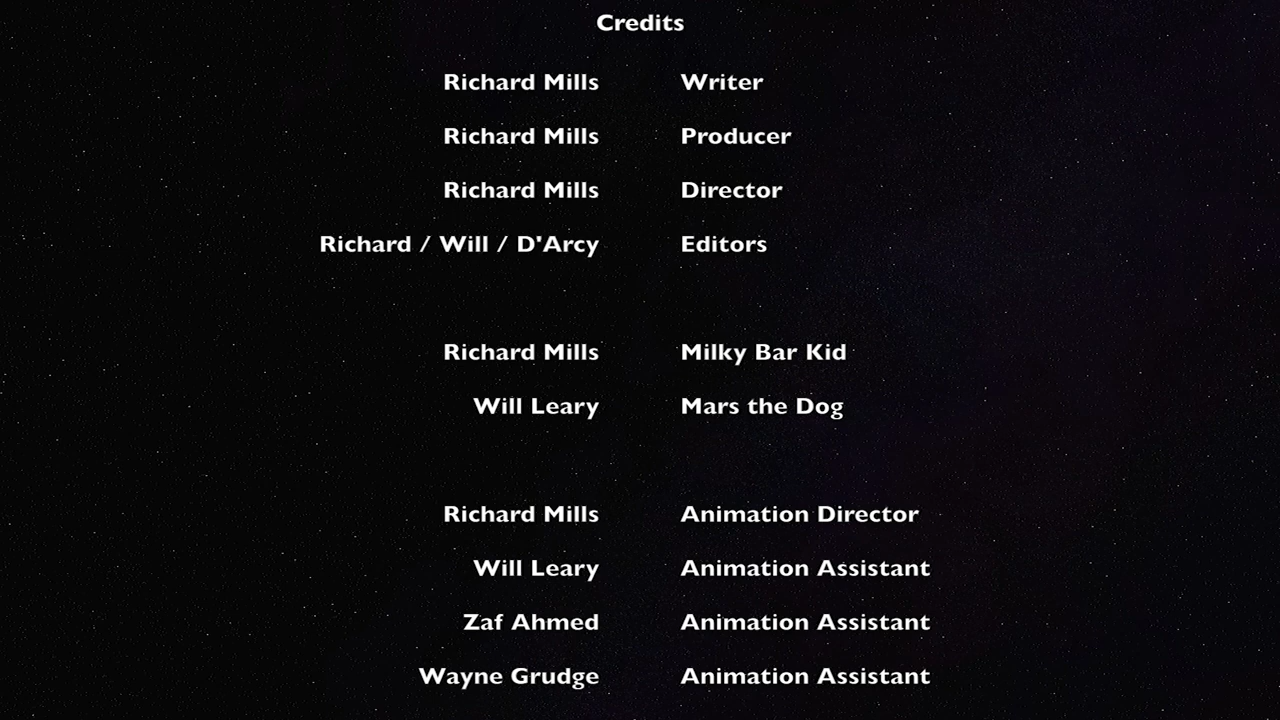 Credits
Richard Mills Writer
Richard Mills Producer
Richard Mills Director
Richard / Will / D'Arcy Editors
Richard Mills Milky Bar Kid
Will Leary Mars the Dog
Richard Mills Animation Director
Will Leary Animation Assistant
Zaf Ahmed Animation Assistant
Wayne Grudge Animation Assistant